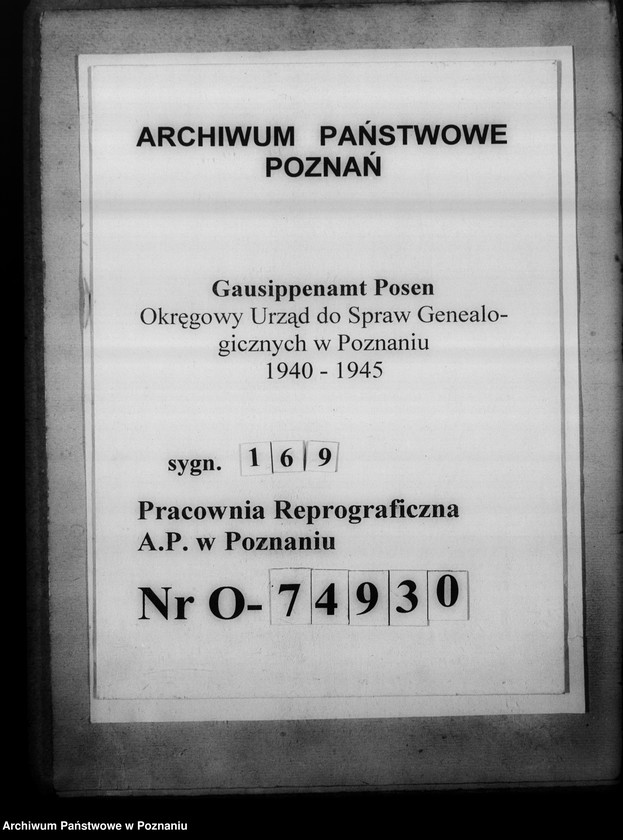 ARCHIWUM PAŃSTWOWE
POZNAŃ
Gausippenamt Posen
Okręgowy Urząd do Spraw Genealo-
gicznych w Poznaniu
1940 - 1945
sygn. 169
Pracownia Reprograficzna
A.P. w Poznaniu
Nr O-74930
Archiwum Państwowe w Poznaniu